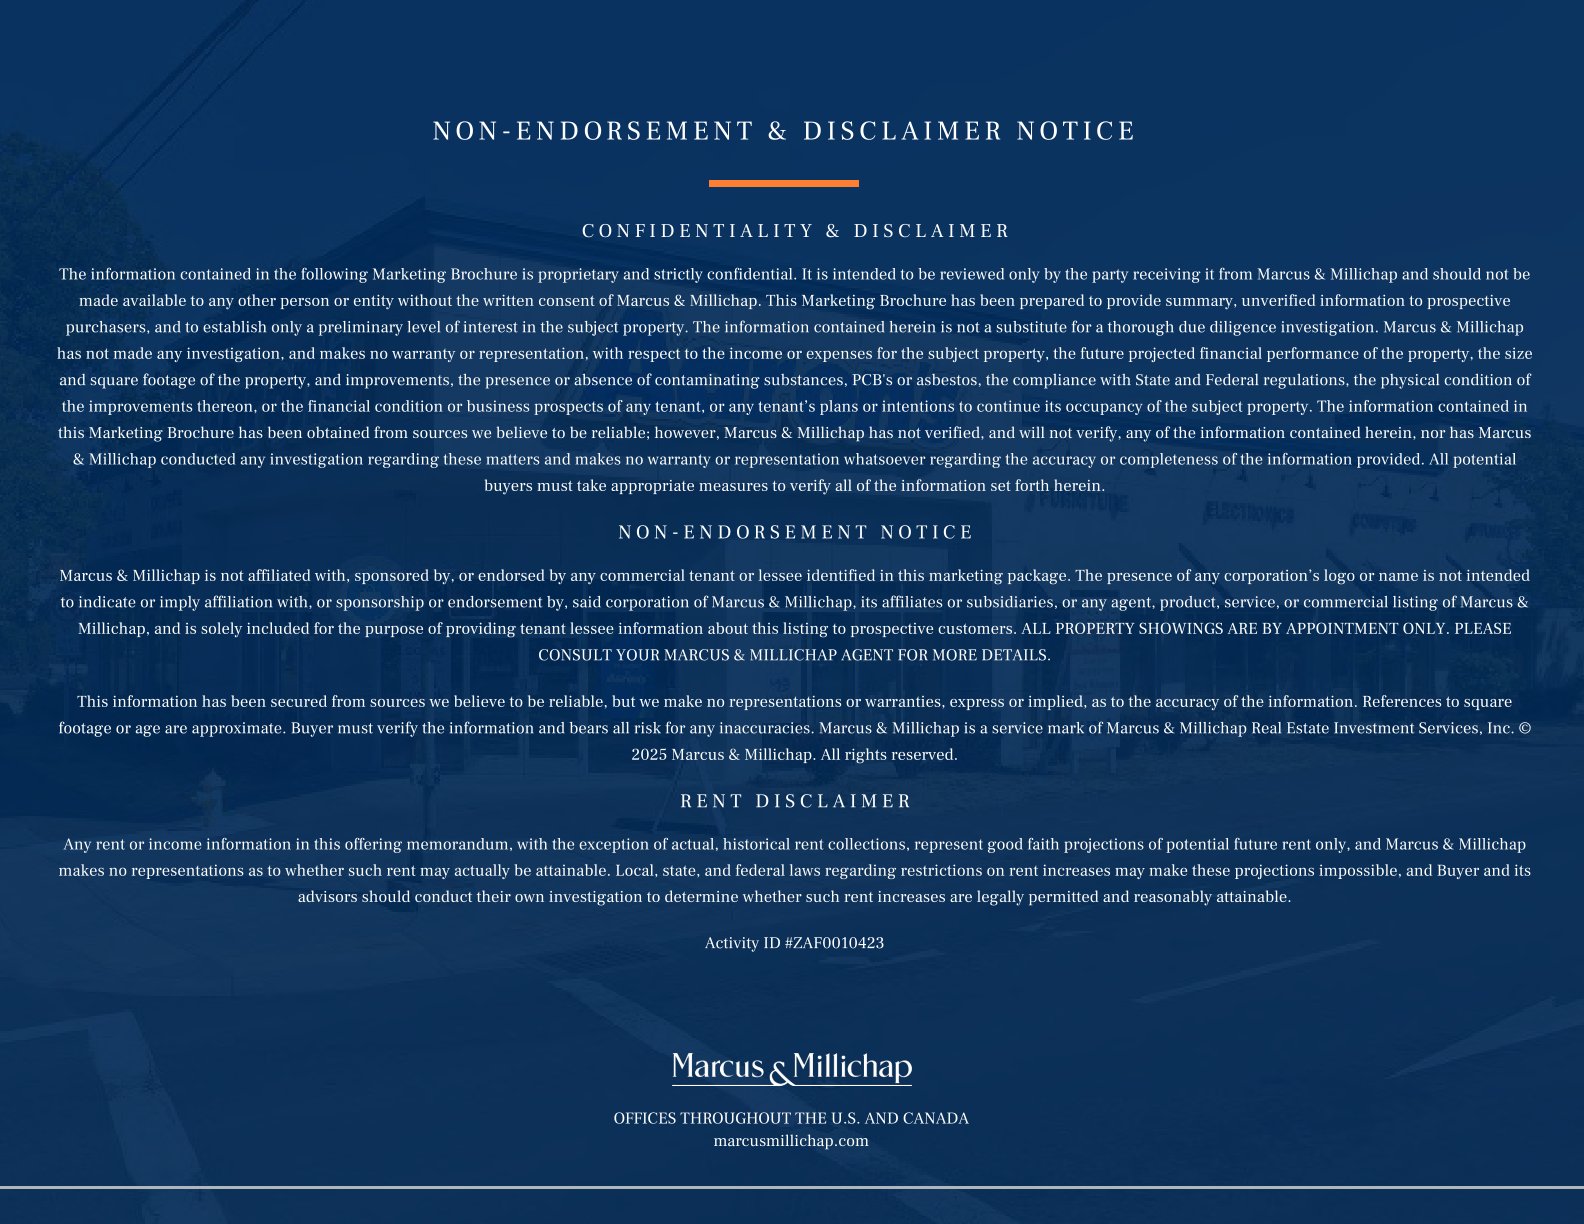 NON-ENDORSEMENT & DISCLAIMER NOTICE
CONFIDENTIALITY & DISCLAIMER
The information contained in the following Marketing Brochure is proprietary and strictly confidential. It is intended to be reviewed only by the party receiving it from Marcus & Millichap and should not be
made available to any other person or entity without the written consent of Marcus & Millichap. This Marketing Brochure has been prepared to provide summary, unverified information to prospective
purchasers, and to establish only a preliminary level of interest in the subject property. The information contained herein is not a substitute for a thorough due diligence investigation. Marcus & Millichap
has not made any investigation, and makes no warranty or representation, with respect to the income or expenses for the subject property, the future projected financial performance of the property, the size
and square footage of the property, and improvements, the presence or absence of contaminating substances, PCB's or asbestos, the compliance with State and Federal regulations, the physical condition of
the improvements thereon, or the financial condition or business prospects of any tenant, or any tenant’s plans or intentions to continue its occupancy of the subject property. The information contained in
this Marketing Brochure has been obtained from sources we believe to be reliable; however, Marcus & Millichap has not verified, and will not verify, any of the information contained herein, nor has Marcus
& Millichap conducted any investigation regarding these matters and makes no warranty or representation whatsoever regarding the accuracy or completeness of the information provided. All potential
buyers must take appropriate measures to verify all of the information set forth herein.
FURNITURE
ELECTRONICS
COMPUTERS
NON-ENDORSEMENT NOTICE
Marcus & Millichap is not affiliated with, sponsored by, or endorsed by any commercial tenant or lessee identified in this marketing package. The presence of any corporation’s logo or name is not intended
to indicate or imply affiliation with, or sponsorship or endorsement by, said corporation of Marcus & Millichap, its affiliates or subsidiaries, or any agent, product, service, or commercial listing of Marcus &
Millichap, and is solely included for the purpose of providing tenant lessee information about this listing to prospective customers. ALL PROPERTY SHOWINGS ARE BY APPOINTMENT ONLY. PLEASE
CONSULT YOUR MARCUS & MILLICHAP AGENT FOR MORE DETAILS.
This information has been secured from sources we believe to be reliable, but we make no representations or warranties, express or implied, as to the accuracy of the information. References to square
footage or age are approximate. Buyer must verify the information and bears all risk for any inaccuracies. Marcus & Millichap is a service mark of Marcus & Millichap Real Estate Investment Services, Inc. ©
2025 Marcus & Millichap. All rights reserved.
RENT DISCLAIMER
Any rent or income information in this offering memorandum, with the exception of actual, historical rent collections, represent good faith projections of potential future rent only, and Marcus & Millichap
makes no representations as to whether such rent may actually be attainable. Local, state, and federal laws regarding restrictions on rent increases may make these projections impossible, and Buyer and its
advisors should conduct their own investigation to determine whether such rent increases are legally permitted and reasonably attainable.
Activity ID #ZAF0010423
Marcus & Millichap
OFFICES THROUGHOUT THE U.S. AND CANADA
marcusmillichap.com